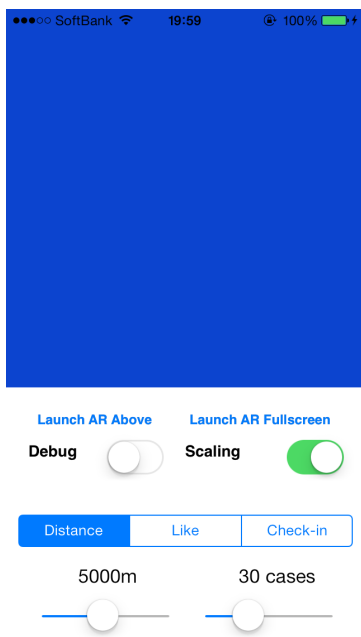 SoftBank 19:59 100%
Launch AR Above Launch AR Fullscreen
Debug Scaling
Distance Like Check-in
5000m 30 cases